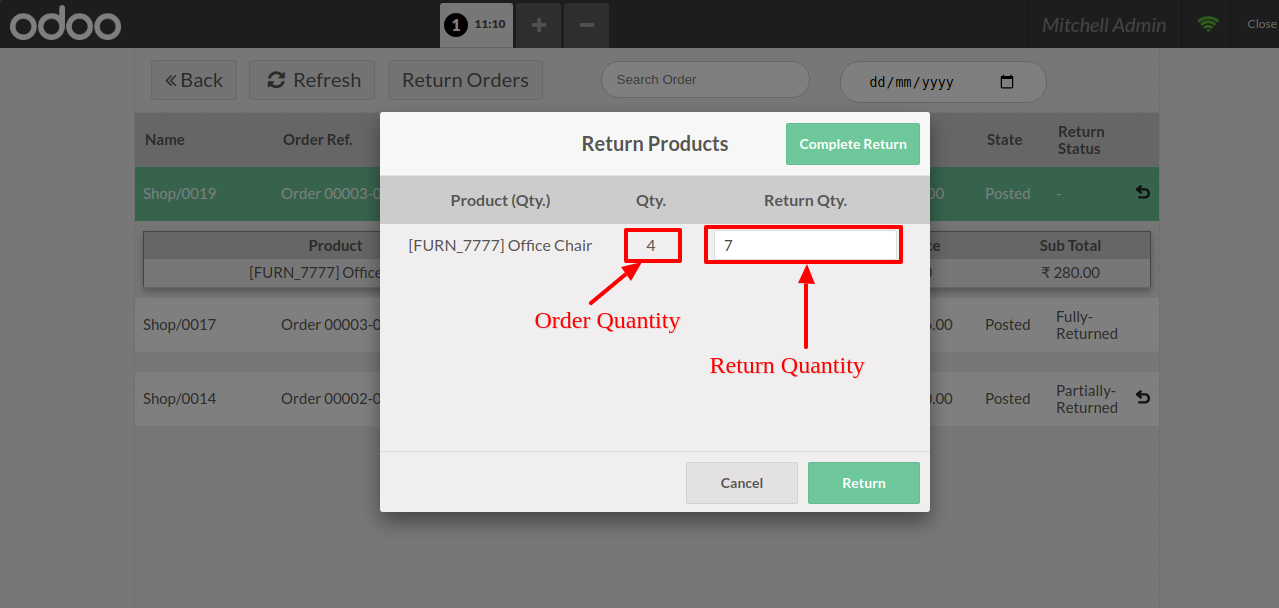 odoo
1 11:10 + −
Mitchell Admin
Close
Back
Refresh
Return Orders
Search Order
dd/mm/yyyy
Name
Order Ref.
State
Return
Status
Shop/0019
Order 00003-0
00
Posted
-
Product
Sub Total
[FURN_7777] Office
₹ 280.00
Shop/0017
Order 00003-0
.00
Posted
Fully-
Returned
Shop/0014
Order 00002-0
.00
Posted
Partially-
Returned
Return Products
Complete Return
Product (Qty.)
Qty.
Return Qty.
[FURN_7777] Office Chair
4
7
Order Quantity
Return Quantity
Cancel
Return